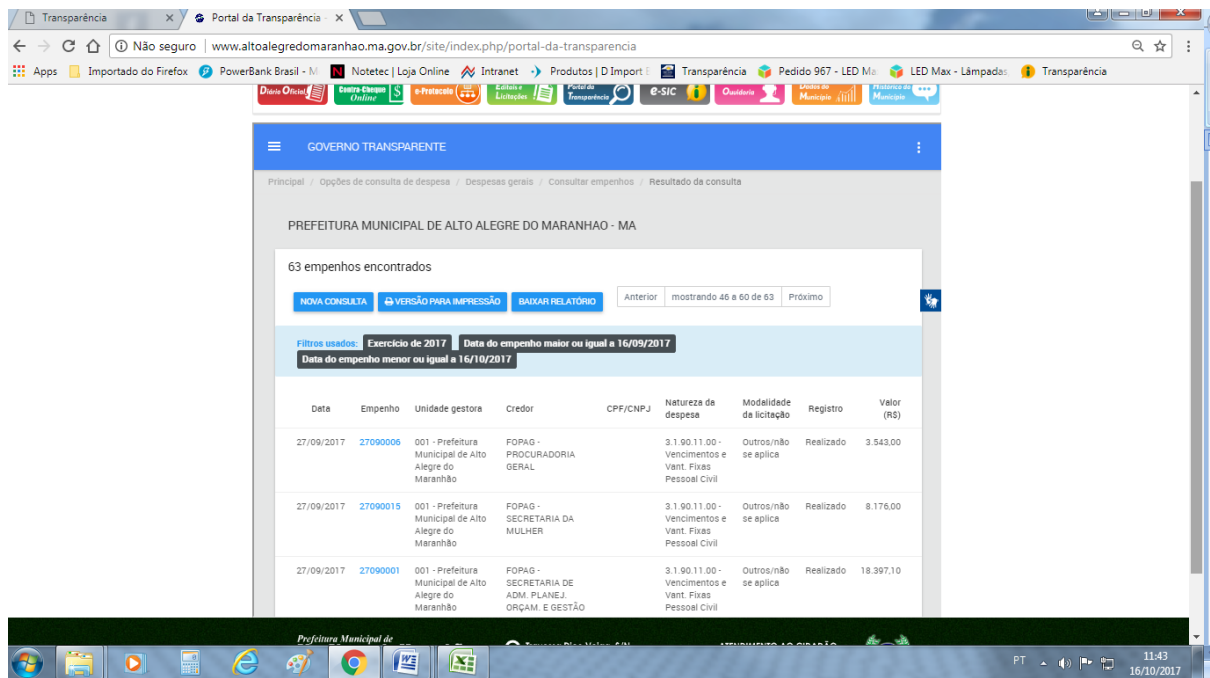 Transparência
Portal da Transparência -
Não seguro | www.altoalegredomaranhao.ma.gov.br/site/index.php/portal-da-transparencia
Apps Importado do Firefox PowerBank Brasil - M Notetec | Loja Online Intranet Produtos | D Import E Transparência Pedido 967 - LED Ma LED Max - Lâmpadas, Transparência
Diário Oficial Contra-Cheque Online e-Protocolo Editais e Licitações Portal da Transparência e-SIC Ouvidoria Dados do Município Histórico do Município
GOVERNO TRANSPARENTE
Principal / Opções de consulta de despesa / Despesas gerais / Consultar empenhos / Resultado da consulta
PREFEITURA MUNICIPAL DE ALTO ALEGRE DO MARANHAO - MA
63 empenhos encontrados
NOVA CONSULTA VERSÃO PARA IMPRESSÃO BAIXAR RELATÓRIO Anterior mostrando 46 a 60 de 63 Próximo
Filtros usados: Exercício de 2017 Data do empenho maior ou igual a 16/09/2017
Data do empenho menor ou igual a 16/10/2017
Data Empenho Unidade gestora Credor CPF/CNPJ Natureza da despesa Modalidade da licitação Registro Valor (R$)
27/09/2017 27090006 001 - Prefeitura FOPAG - 3.1.90.11.00 - Outros/não Realizado 3.543,00
Municipal de Alto PROCURADORIA Vencimentos e se aplica
Alegre do GERAL Vant. Fixas
Maranhão Pessoal Civil
27/09/2017 27090015 001 - Prefeitura FOPAG - 3.1.90.11.00 - Outros/não Realizado 8.176,00
Municipal de Alto SECRETARIA DA Vencimentos e se aplica
Alegre do MULHER Vant. Fixas
Maranhão Pessoal Civil
27/09/2017 27090001 001 - Prefeitura FOPAG - 3.1.90.11.00 - Outros/não Realizado 18.397,10
Municipal de Alto SECRETARIA DE Vencimentos e se aplica
Alegre do ADM. PLANEJ. Vant. Fixas
Maranhão ORÇAM. E GESTÃO Pessoal Civil
Prefeitura Municipal de
PT 11:43
16/10/2017